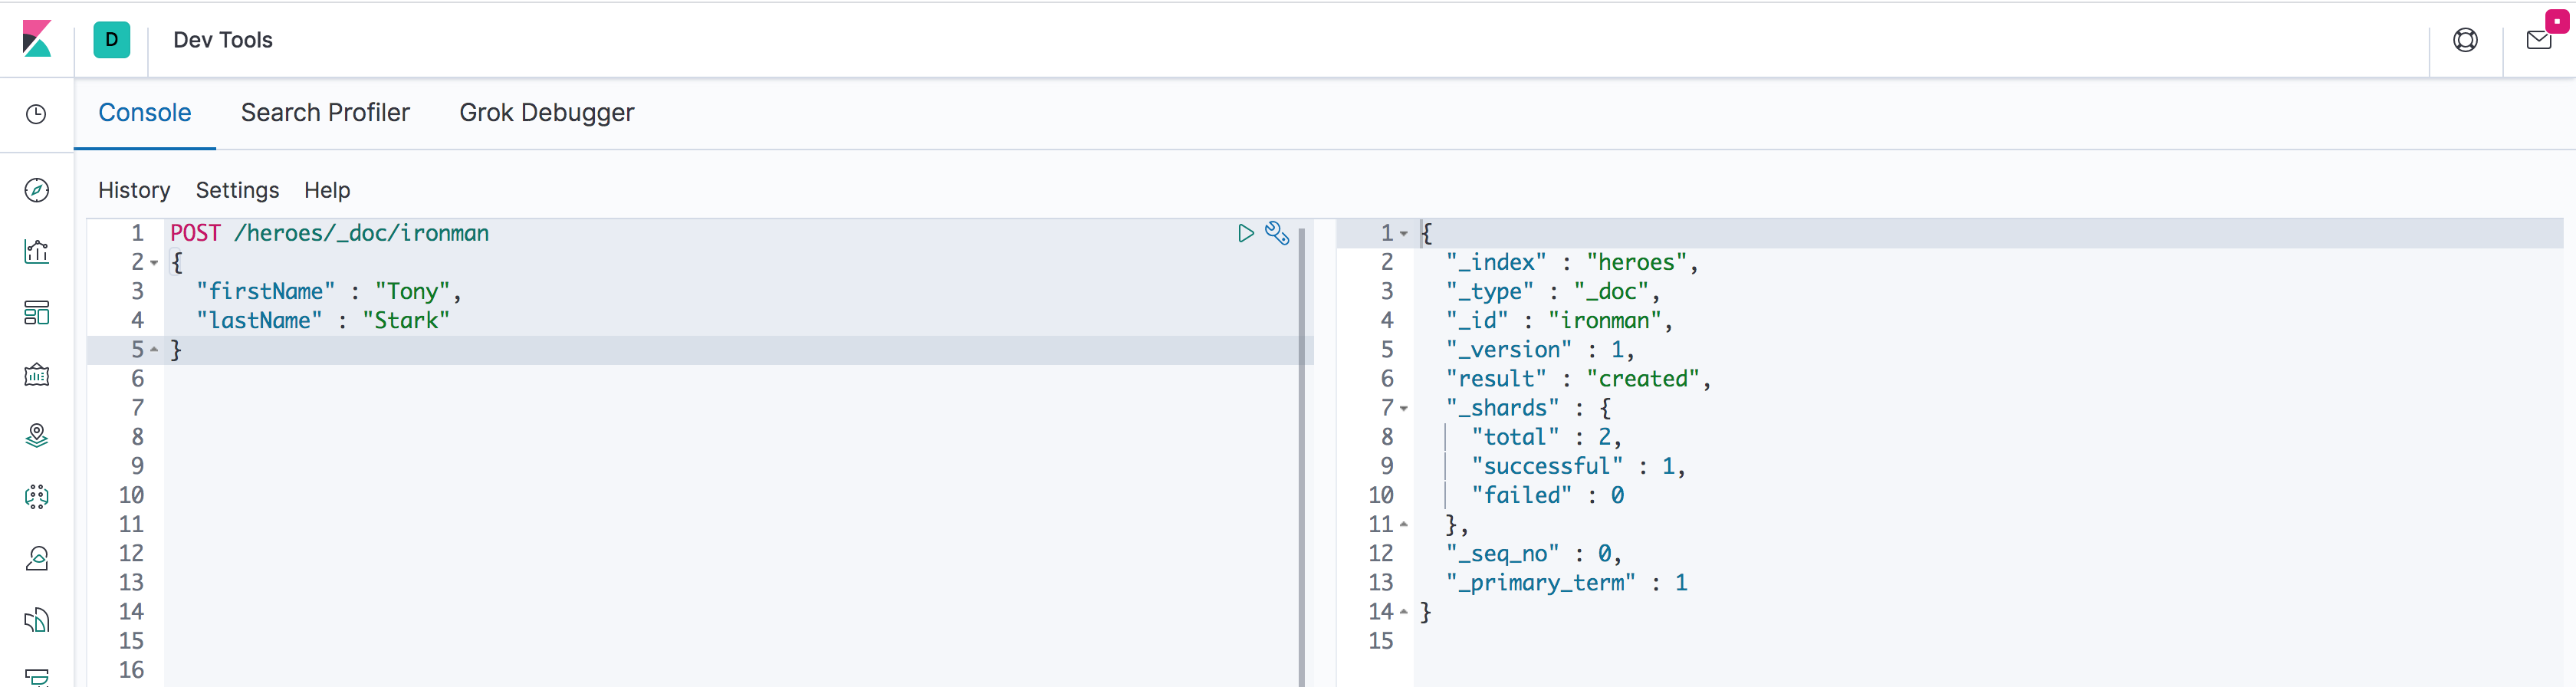 D Dev Tools
Console Search Profiler Grok Debugger
History Settings Help
1 POST /heroes/_doc/ironman
2 {
3 "firstName" : "Tony",
4 "lastName" : "Stark"
5 }
6
7
8
9
10
11
12
13
14
15
16
1 {
2 "_index" : "heroes",
3 "_type" : "_doc",
4 "_id" : "ironman",
5 "_version" : 1,
6 "result" : "created",
7 "_shards" : {
8 "total" : 2,
9 "successful" : 1,
10 "failed" : 0
11 },
12 "_seq_no" : 0,
13 "_primary_term" : 1
14 }
15